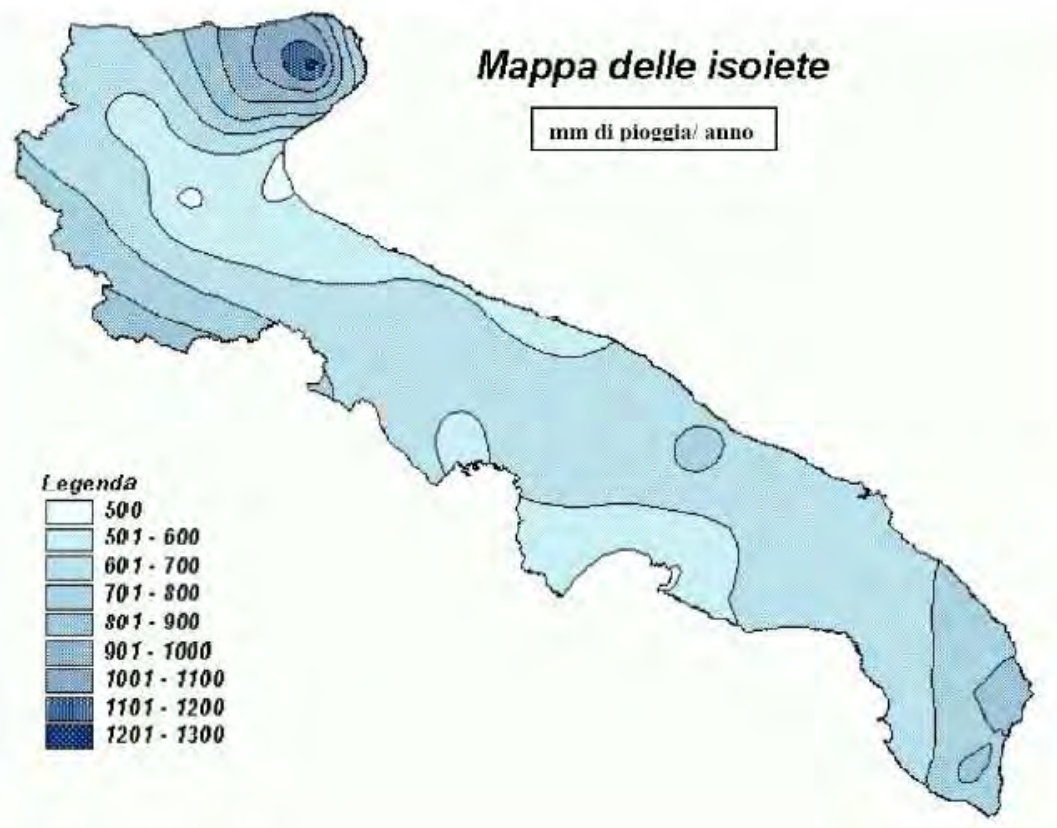 Mappa delle isoiete
mm di pioggia/ anno
Legenda
500
501 - 600
601 - 700
701 - 800
801 - 900
901 - 1000
1001 - 1100
1101 - 1200
1201 - 1300